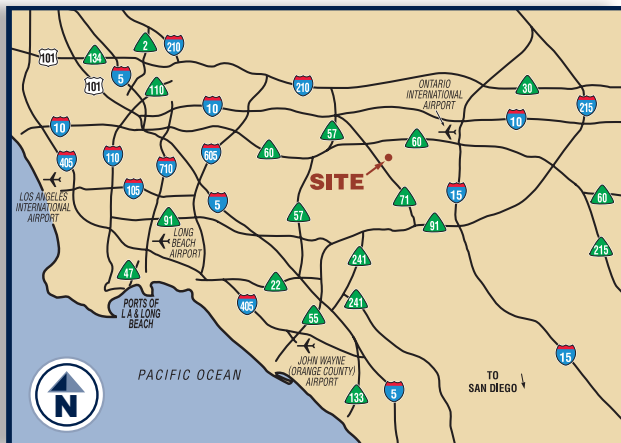 2
210
101
134
5
101
110
210
30
ONTARIO
INTERNATIONAL
AIRPORT
10
215
10
10
57
60
405
110
710
605
60
SITE
105
5
71
15
60
LOS ANGELES
INTERNATIONAL
AIRPORT
91
57
91
LONG
BEACH
AIRPORT
241
215
47
22
PORTS OF
L A & LONG
BEACH
405
241
55
JOHN WAYNE
(ORANGE COUNTY)
AIRPORT
15
PACIFIC OCEAN
TO
SAN DIEGO
133
5
N